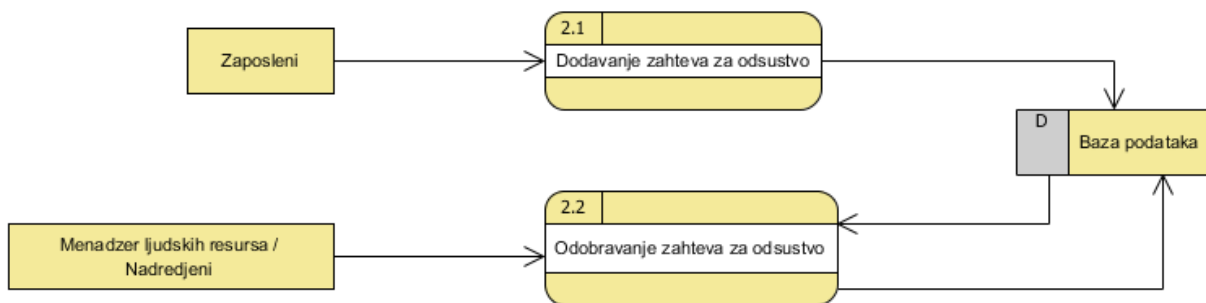 2.1
Zaposleni
Dodavanje zahteva za odsustvo
D
Baza podataka
2.2
Menadzer ljudskih resursa /
Nadredjeni
Odobravanje zahteva za odsustvo